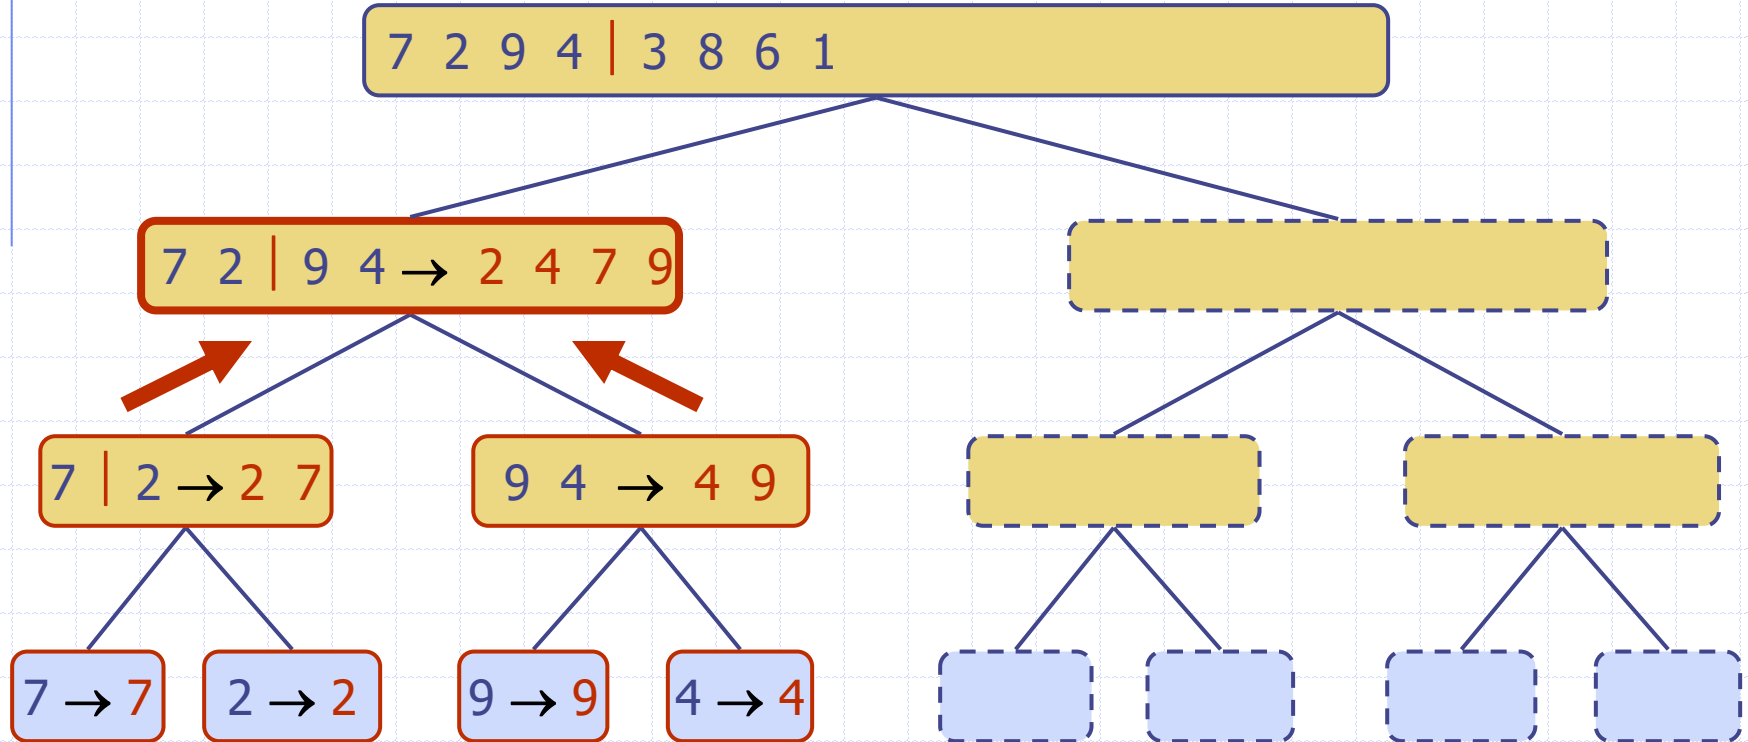 7 2 9 4 | 3 8 6 1
7 2 | 9 4 → 2 4 7 9
7 | 2 → 2 7
9 4 → 4 9
7 → 7
2 → 2
9 → 9
4 → 4